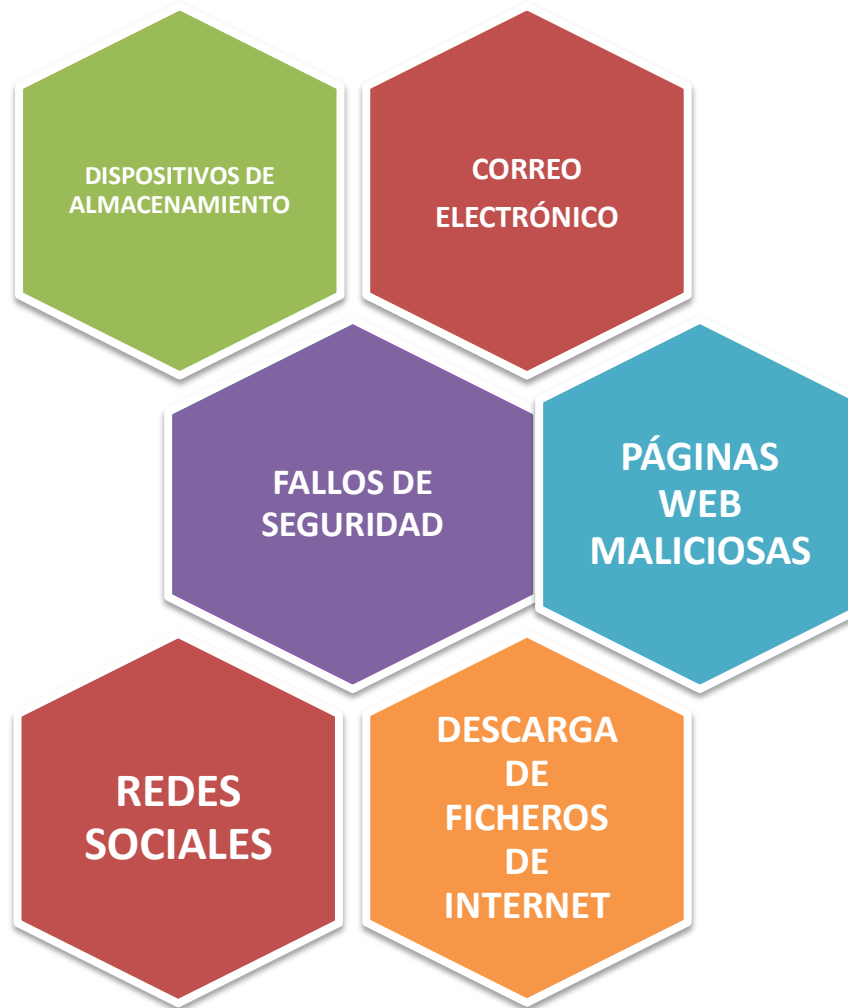 DISPOSITIVOS DE
ALMACENAMIENTO
CORREO
ELECTRÓNICO
FALLOS DE
SEGURIDAD
PÁGINAS
WEB
MALICIOSAS
REDES
SOCIALES
DESCARGA
DE
FICHEROS
DE
INTERNET